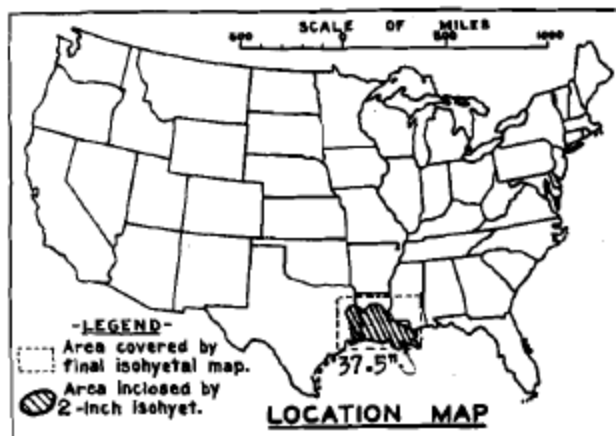 SCALE OF MILES
500 0 500 1000
-LEGEND-
Area covered by
final isohyetal map.
Area inclosed by
2-inch isohyet.
37.5"
LOCATION MAP